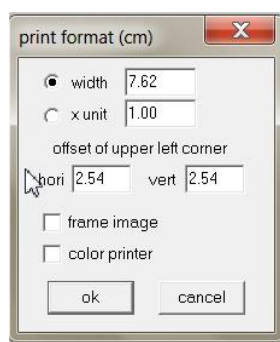 print format (cm)
width 7.62
x unit 1.00
offset of upper left corner
hori 2.54 vert 2.54
frame image
color printer
ok cancel